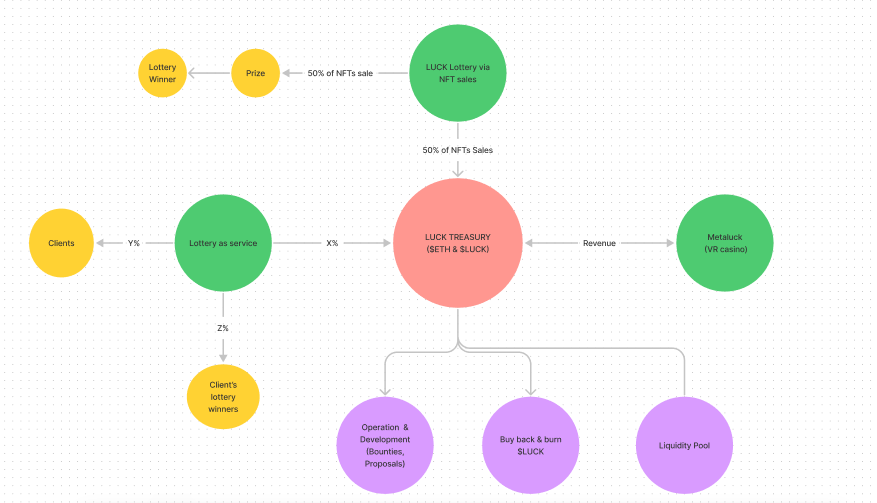 Lottery
Winner
Prize
50% of NFTs sale
LUCK Lottery via
NFT sales
50% of NFTs Sales
Clients
Y%
Lottery as service
X%
LUCK TREASURY
($ETH & $LUCK)
Revenue
Metaluck
(VR casino)
Z%
Client's
lottery
winners
Operation &
Development
(Bounties,
Proposals)
Buy back & burn
$LUCK
Liquidity Pool